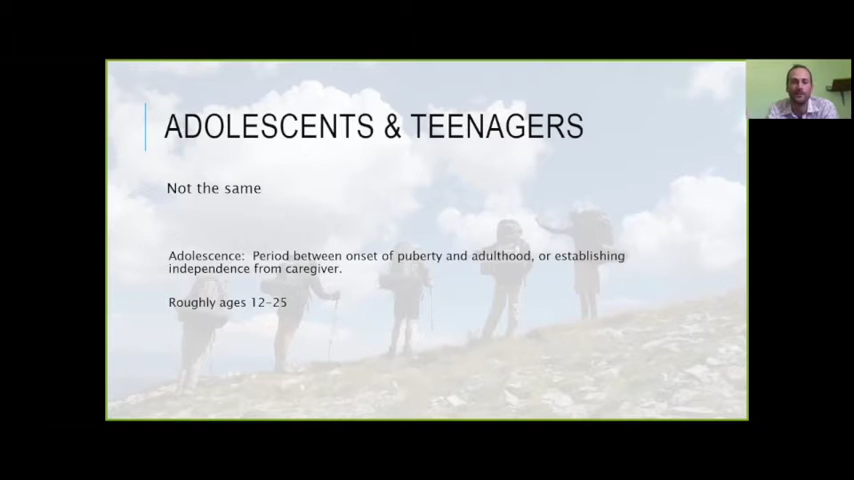 ADOLESCENTS & TEENAGERS
Not the same
Adolescence: Period between onset of puberty and adulthood, or establishing
independence from caregiver.
Roughly ages 12-25